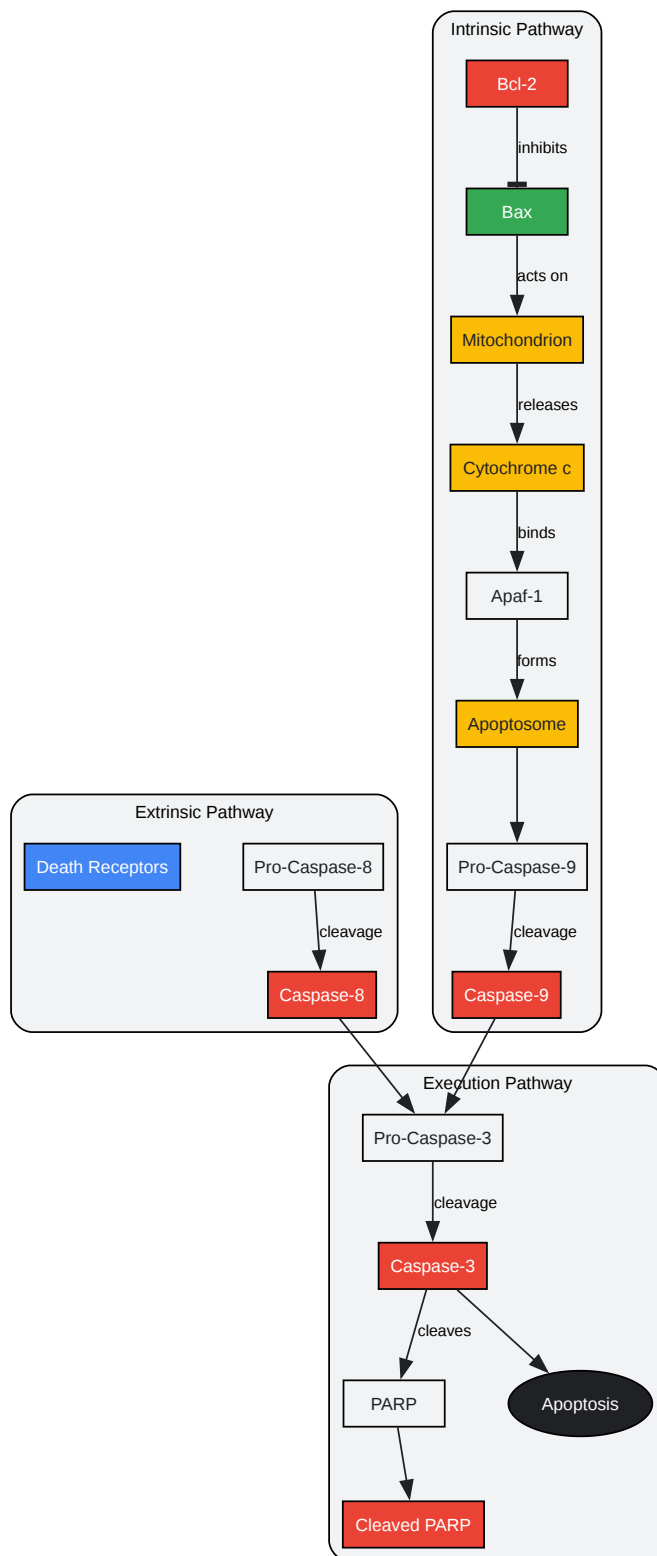 Intrinsic Pathway
Bcl-2
inhibits
Bax
acts on
Mitochondrion
releases
Cytochrome c
binds
Apaf-1
forms
Apoptosome
Pro-Caspase-9
cleavage
Caspase-9
Extrinsic Pathway
Death Receptors
Pro-Caspase-8
cleavage
Caspase-8
Execution Pathway
Pro-Caspase-3
cleavage
Caspase-3
cleaves
PARP
Apoptosis
Cleaved PARP